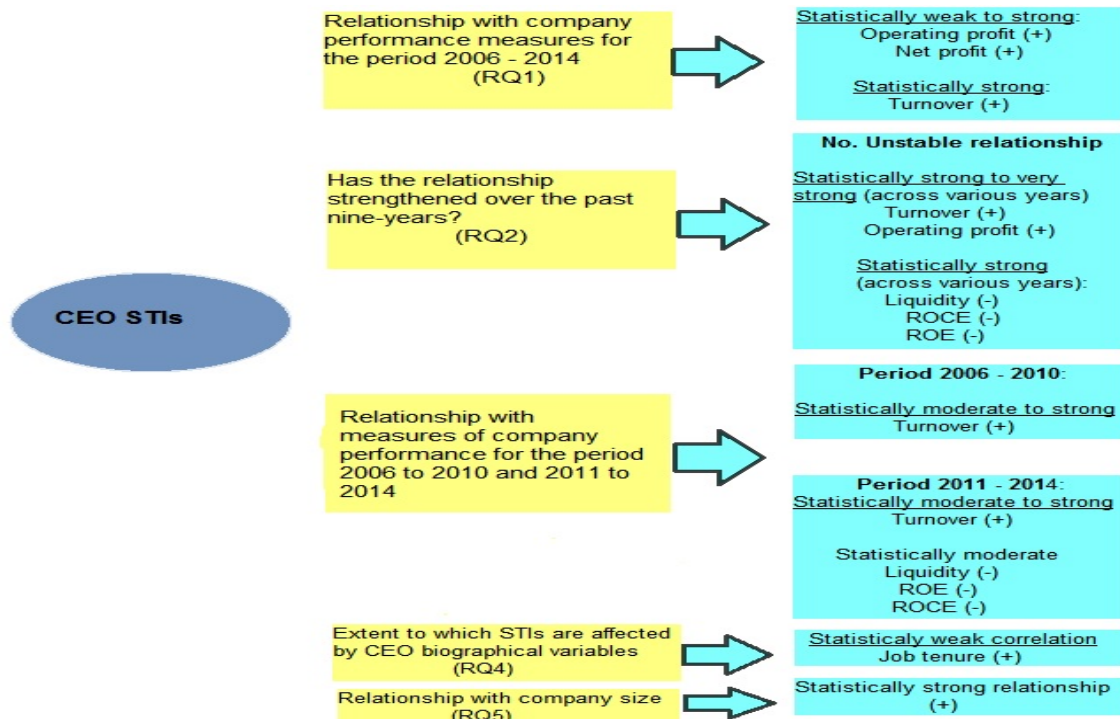 CEO STIs
Relationship with company
performance measures for
the period 2006 - 2014
(RQ1)
Statistically weak to strong:
Operating profit (+)
Net profit (+)
Statistically strong:
Turnover (+)
Has the relationship
strengthened over the past
nine-years?
(RQ2)
No. Unstable relationship
Statistically strong to very
strong (across various years)
Turnover (+)
Operating profit (+)
Statistically strong
(across various years):
Liquidity (-)
ROCE (-)
ROE (-)
Relationship with
measures of company
performance for the period
2006 to 2010 and 2011 to
2014
Period 2006 - 2010:
Statistically moderate to strong
Turnover (+)
Period 2011 - 2014:
Statistically moderate to strong
Turnover (+)
Statistically moderate
Liquidity (-)
ROE (-)
ROCE (-)
Extent to which STIs are affected
by CEO biographical variables
(RQ4)
Statisticaly weak correlation
Job tenure (+)
Relationship with company size
(RQ5)
Statistically strong relationship
(+)